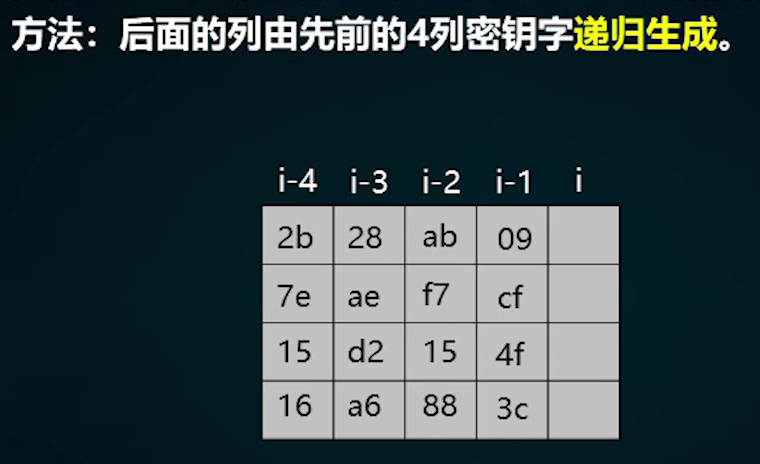 方法：后面的列由先前的4列密钥字递归生成。
i-4 i-3 i-2 i-1 i
2b 28 ab 09
7e ae f7 cf
15 d2 15 4f
16 a6 88 3c